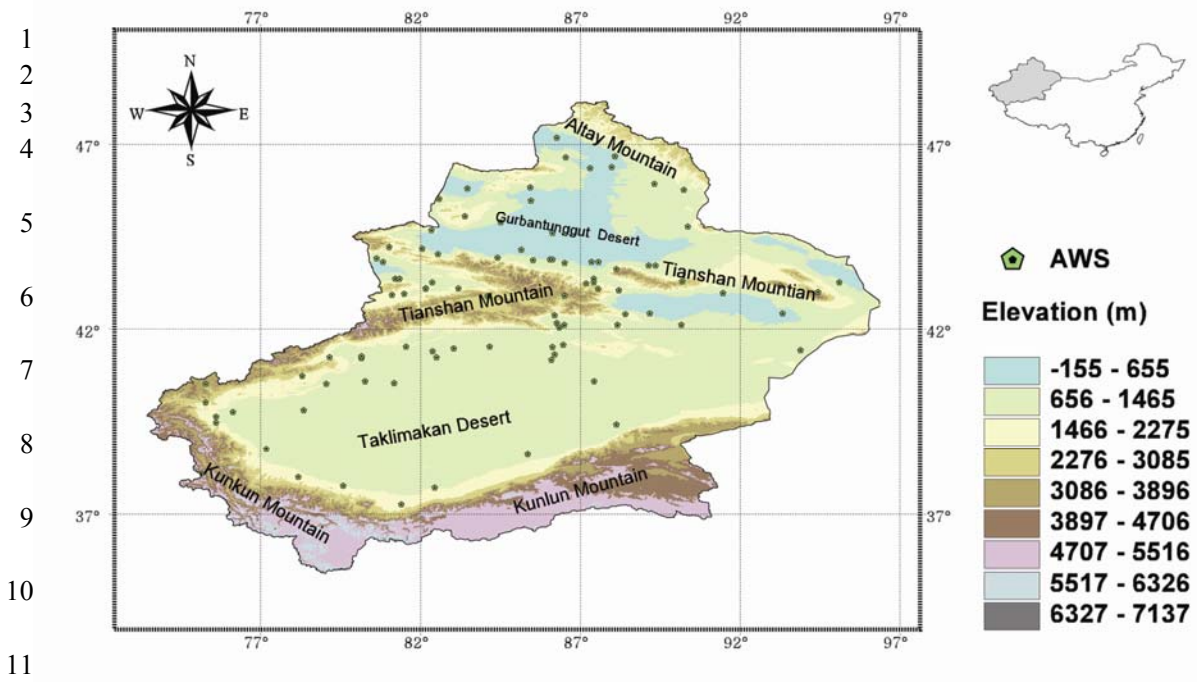 1
2
3
4
5
6
7
8
9
10
11
77° 82° 87° 92° 97°
N
W E
S
47° 47°
42° 42°
37° 37°
Altay Mountain
Gurbantunggut Desert
Tianshan Mountian
Tianshan Mountain
Taklimakan Desert
Kunkun Mountain
Kunlun Mountain
77° 82° 87° 92° 97°
AWS
Elevation (m)
-155 - 655
656 - 1465
1466 - 2275
2276 - 3085
3086 - 3896
3897 - 4706
4707 - 5516
5517 - 6326
6327 - 7137